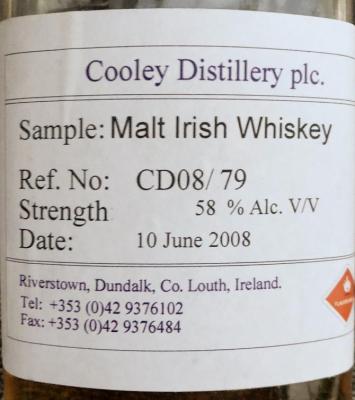 Cooley Distillery plc.
Sample: Malt Irish Whiskey
Ref. No: CD08/ 79
Strength 58 % Alc. V/V
Date: 10 June 2008
Riverstown, Dundalk, Co. Louth, Ireland.
Tel: +353 (0)42 9376102
Fax: +353 (0)42 9376484